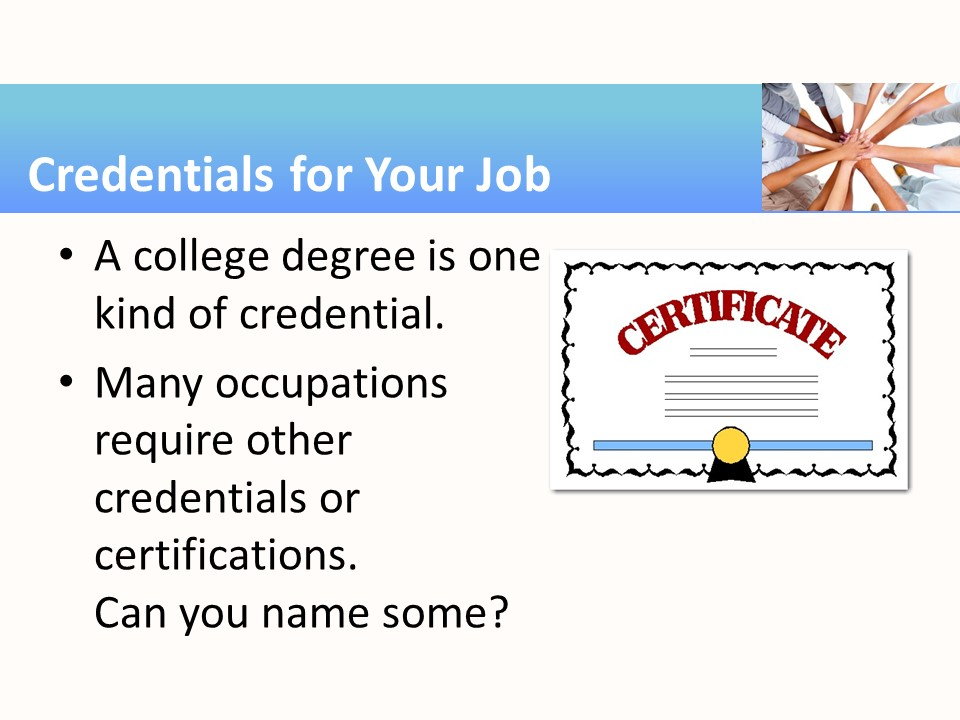 Credentials for Your Job
• A college degree is one
kind of credential.
• Many occupations
require other
credentials or
certifications.
Can you name some?
CERTIFICATE